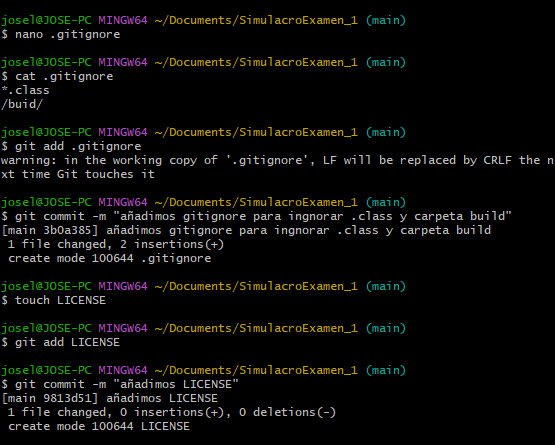 josel@JOSE-PC MINGW64 ~/Documents/SimulacroExamen_1 (main)
$ nano .gitignore
josel@JOSE-PC MINGW64 ~/Documents/SimulacroExamen_1 (main)
$ cat .gitignore
*.class
/buid/
josel@JOSE-PC MINGW64 ~/Documents/SimulacroExamen_1 (main)
$ git add .gitignore
warning: in the working copy of '.gitignore', LF will be replaced by CRLF the n
xt time Git touches it
josel@JOSE-PC MINGW64 ~/Documents/SimulacroExamen_1 (main)
$ git commit -m "añadimos gitignore para ingnorar .class y carpeta build"
[main 3b0a385] añadimos gitignore para ingnorar .class y carpeta build
 1 file changed, 2 insertions(+)
 create mode 100644 .gitignore
josel@JOSE-PC MINGW64 ~/Documents/SimulacroExamen_1 (main)
$ touch LICENSE
josel@JOSE-PC MINGW64 ~/Documents/SimulacroExamen_1 (main)
$ git add LICENSE
josel@JOSE-PC MINGW64 ~/Documents/SimulacroExamen_1 (main)
$ git commit -m "añadimos LICENSE"
[main 9813d51] añadimos LICENSE
 1 file changed, 0 insertions(+), 0 deletions(-)
 create mode 100644 LICENSE